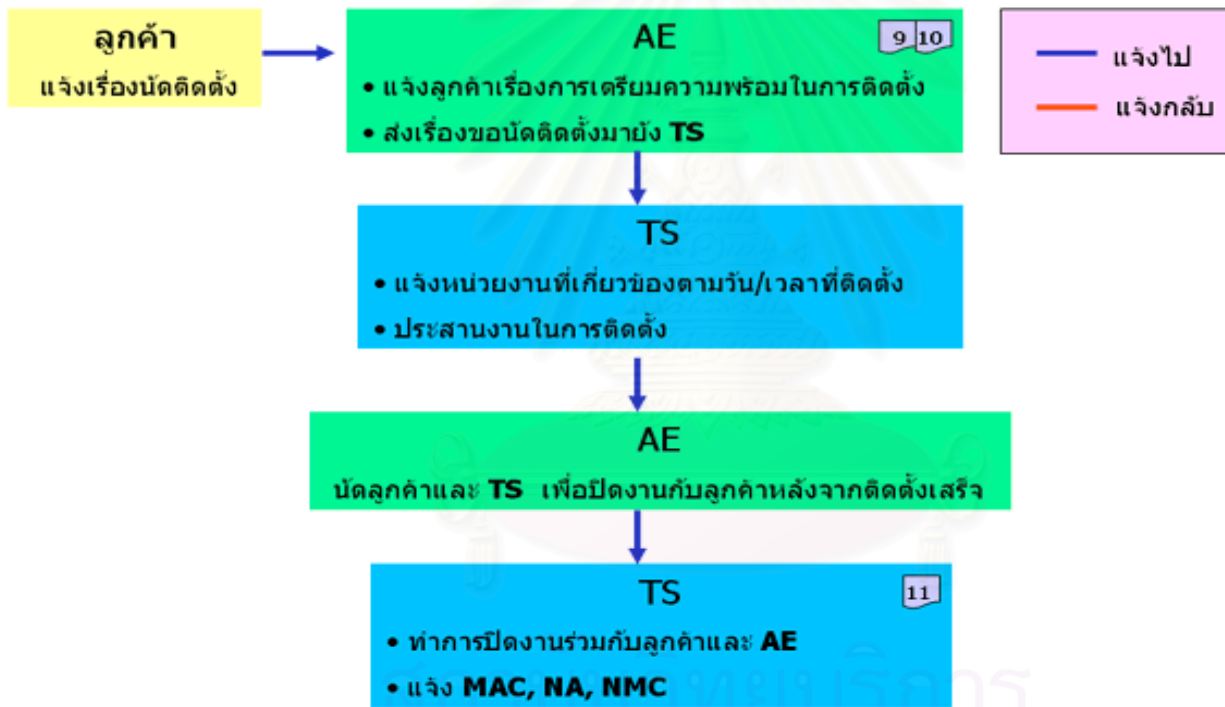 ลูกค้า
แจ้งเรื่องนัดติดตั้ง
AE
9 10
• แจ้งลูกค้าเรื่องการเตรียมความพร้อมในการติดตั้ง
• ส่งเรื่องขอนัดติดตั้งมายัง TS
แจ้งไป
แจ้งกลับ
TS
• แจ้งหน่วยงานที่เกี่ยวข้องตามวัน/เวลาที่ติดตั้ง
• ประสานงานในการติดตั้ง
AE
นัดลูกค้าและ TS เพื่อปิดงานกับลูกค้าหลังจากติดตั้งเสร็จ
TS
11
• ทำการปิดงานร่วมกับลูกค้าและ AE
• แจ้ง MAC, NA, NMC